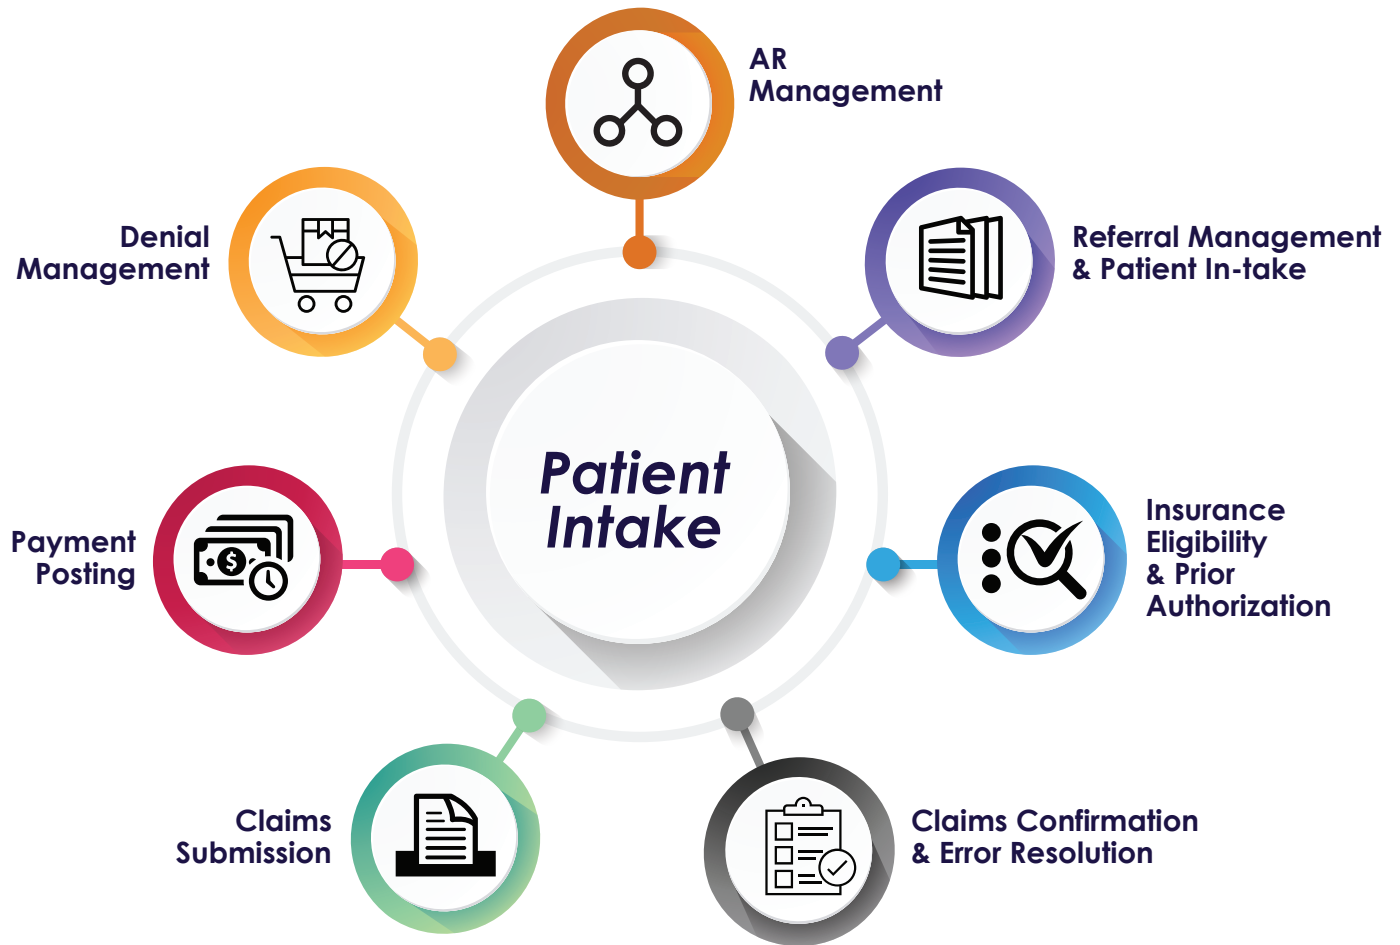 AR
Management
Referral Management
& Patient In-take
Insurance
Eligibility
& Prior
Authorization
Claims Confirmation
& Error Resolution
Claims
Submission
Payment
Posting
Denial
Management
Patient
Intake
$